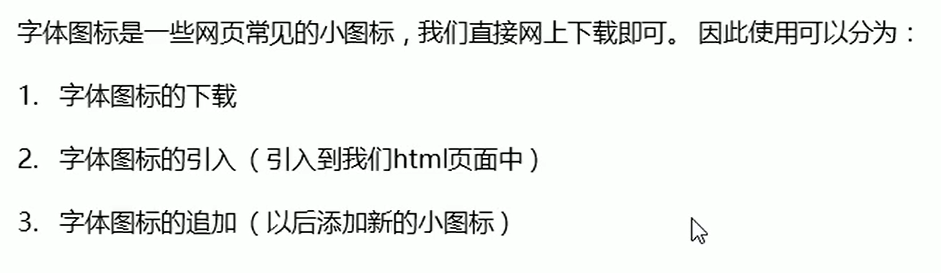 字体图标是一些网页常见的小图标，我们直接网上下载即可。 因此使用可以分为：
1. 字体图标的下载
2. 字体图标的引入（引入到我们html页面中）
3. 字体图标的追加（以后添加新的小图标）